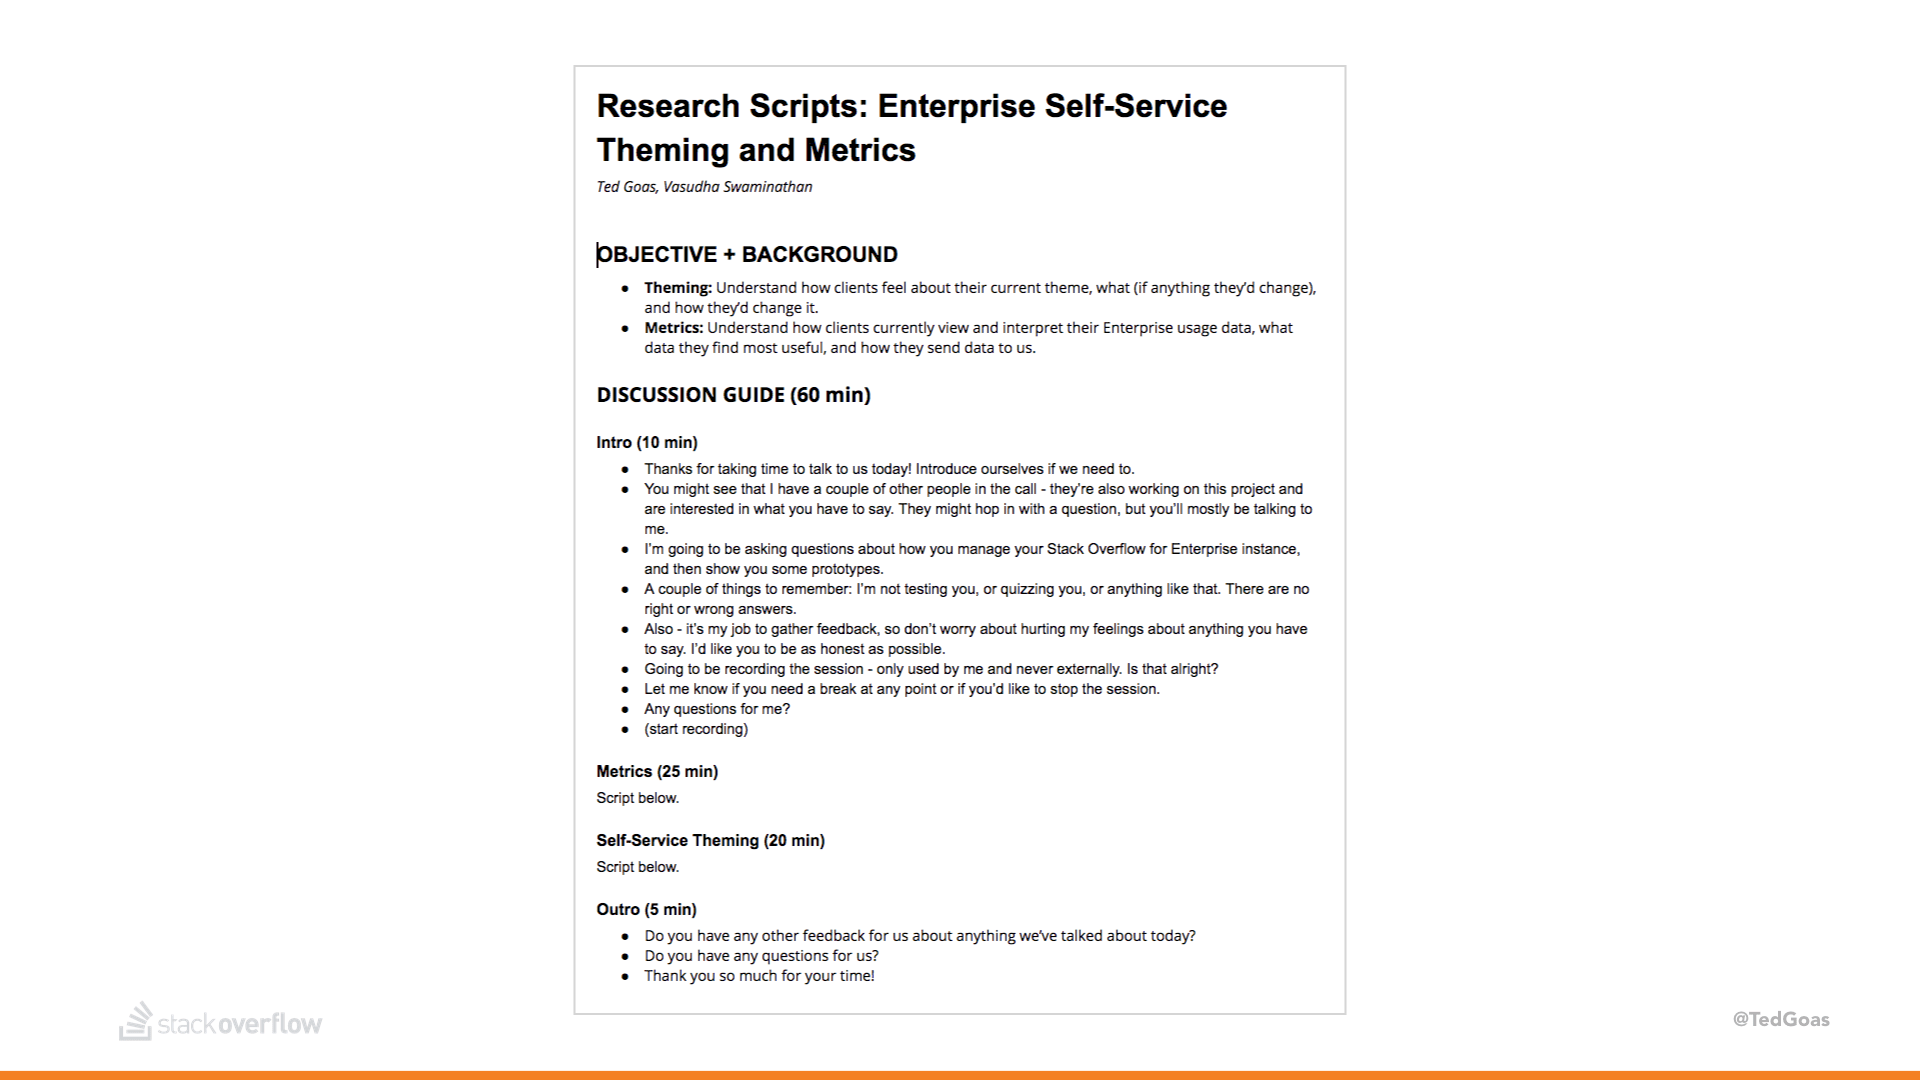 Research Scripts: Enterprise Self-Service
Theming and Metrics
Ted Goas, Vasudha Swaminathan
OBJECTIVE + BACKGROUND
● Theming: Understand how clients feel about their current theme, what (if anything they’d change),
and how they’d change it.
● Metrics: Understand how clients currently view and interpret their Enterprise usage data, what
data they find most useful, and how they send data to us.
DISCUSSION GUIDE (60 min)
Intro (10 min)
● Thanks for taking time to talk to us today! Introduce ourselves if we need to.
● You might see that I have a couple of other people in the call - they’re also working on this project and
are interested in what you have to say. They might hop in with a question, but you’ll mostly be talking to
me.
● I’m going to be asking questions about how you manage your Stack Overflow for Enterprise instance,
and then show you some prototypes.
● A couple of things to remember: I’m not testing you, or quizzing you, or anything like that. There are no
right or wrong answers.
● Also - it’s my job to gather feedback, so don’t worry about hurting my feelings about anything you have
to say. I’d like you to be as honest as possible.
● Going to be recording the session - only used by me and never externally. Is that alright?
● Let me know if you need a break at any point or if you’d like to stop the session.
● Any questions for me?
● (start recording)
Metrics (25 min)
Script below.
Self-Service Theming (20 min)
Script below.
Outro (5 min)
● Do you have any other feedback for us about anything we’ve talked about today?
● Do you have any questions for us?
● Thank you so much for your time!
stackoverflow
@TedGoas